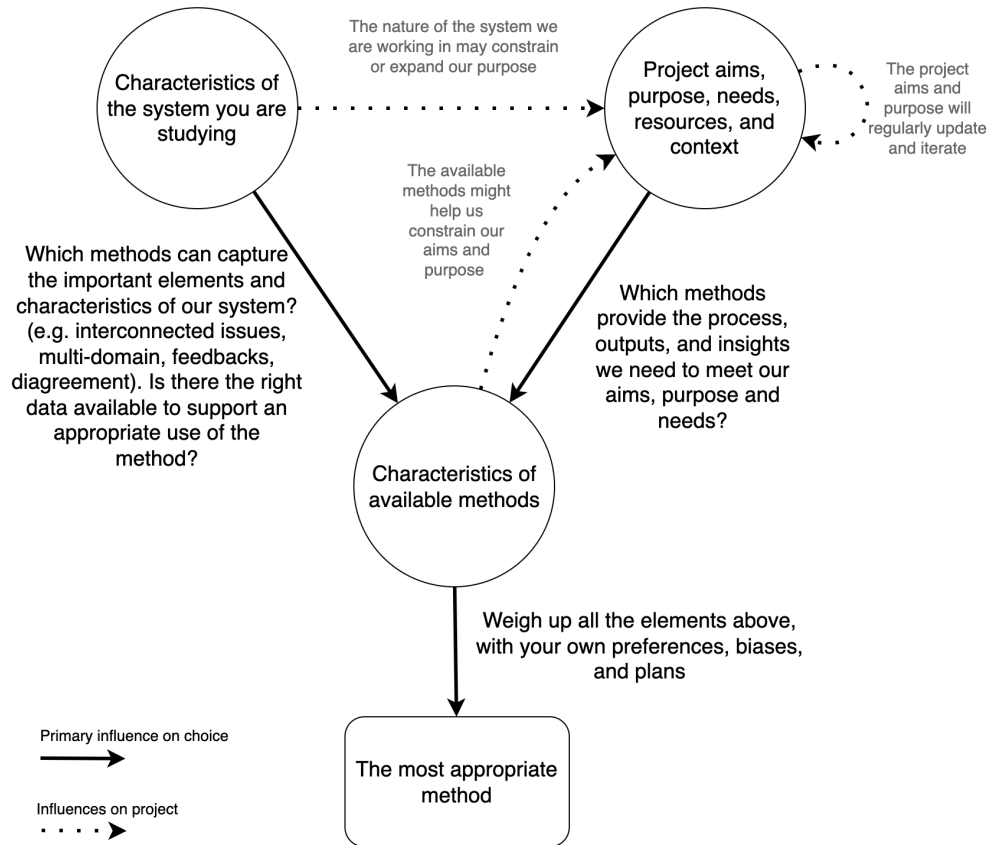 Characteristics of
the system you are
studying
The nature of the system we
are working in may constrain
or expand our purpose
Project aims,
purpose, needs,
resources, and
context
The project
aims and
purpose will
regularly update
and iterate
The available
methods might
help us
constrain our
aims and
purpose
Which methods can capture
the important elements and
characteristics of our system?
(e.g. interconnected issues,
multi-domain, feedbacks,
diagreement). Is there the right
data available to support an
appropriate use of the
method?
Which methods
provide the process,
outputs, and insights
we need to meet our
aims, purpose and
needs?
Characteristics of
available methods
Weigh up all the elements above,
with your own preferences, biases,
and plans
The most appropriate
method
Primary influence on choice
Influences on project